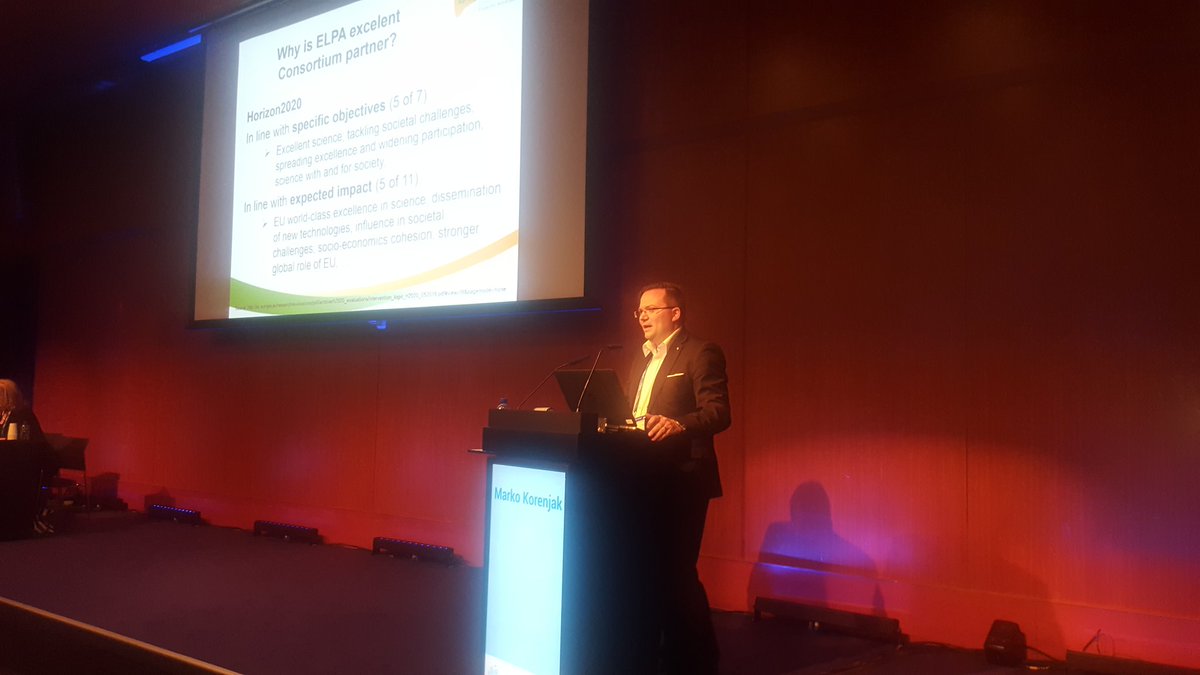 Why is ELPA excelent
Consortium partner?
Horizon2020
In line with specific objectives (5 of 7)
Excellent science, tackling societal challenges,
spreading excellence and widening participation,
science with and for society.
In line with expected impact (5 of 11)
EU world-class excellence in science, dissemination
of new technologies, influence in societal
challenges, socio-economics cohesion, stronger
global role of EU,
Marko Korenjak